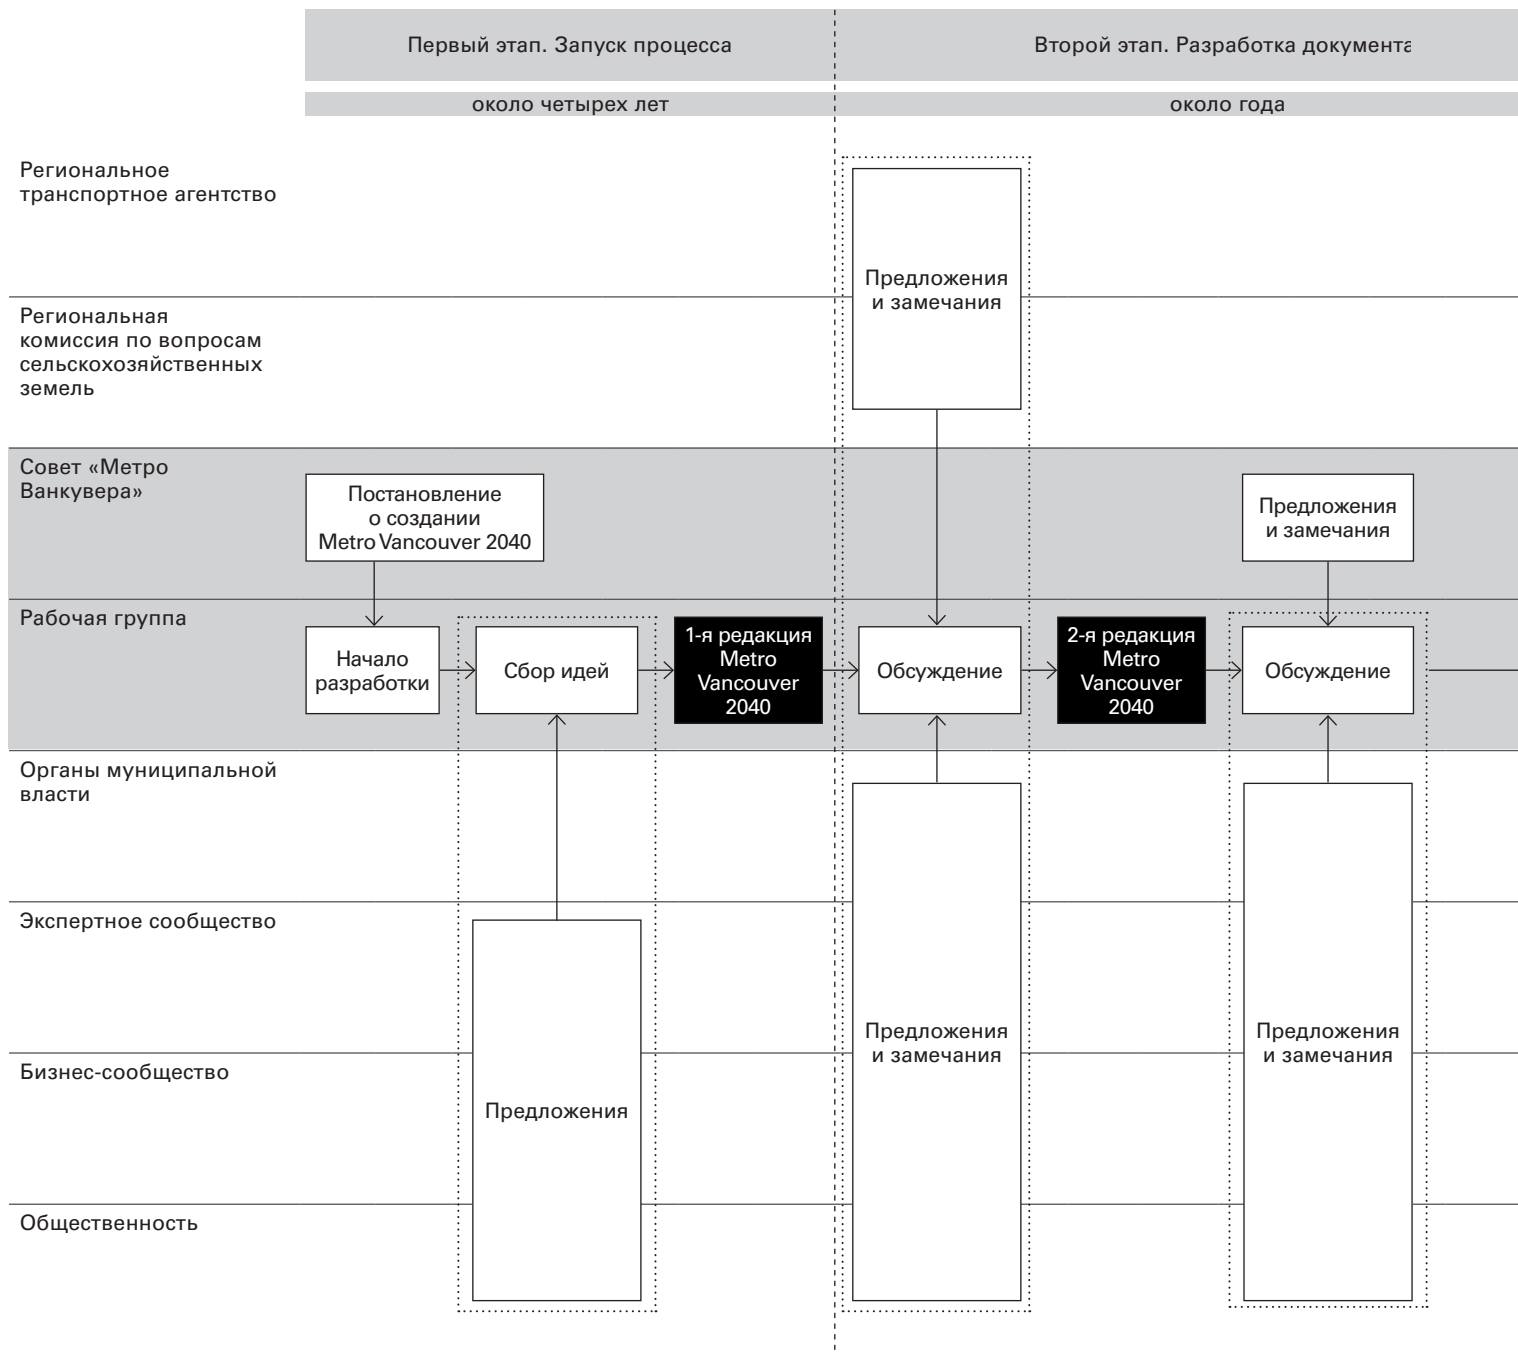 Первый этап. Запуск процесса
Второй этап. Разработка документа
около четырех лет
около года
Региональное
транспортное агентство
Предложения
и замечания
Региональная
комиссия по вопросам
сельскохозяйственных
земель
Совет «Метро
Ванкувера»
Постановление
о создании
Metro Vancouver 2040
Предложения
и замечания
Рабочая группа
Начало
разработки
Сбор идей
1-я редакция
Metro
Vancouver
2040
Обсуждение
2-я редакция
Metro
Vancouver
2040
Обсуждение
Органы муниципальной
власти
Экспертное сообщество
Предложения
и замечания
Предложения
и замечания
Бизнес-сообщество
Предложения
Общественность